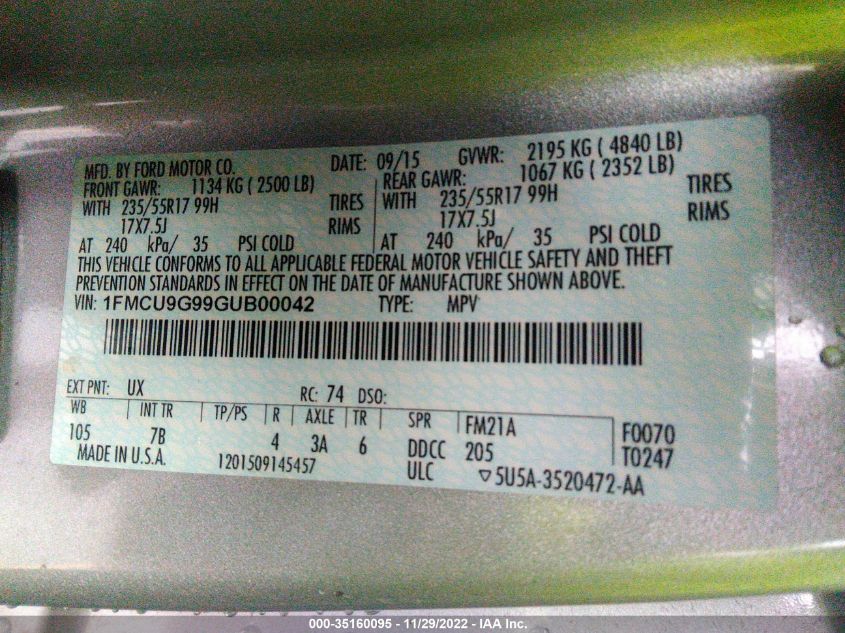 MFD. BY FORD MOTOR CO. DATE: 09/15 GVWR: 2195 KG ( 4840 LB)
FRONT GAWR: 1134 KG ( 2500 LB) REAR GAWR: 1067 KG ( 2352 LB)
WITH 235/55R17 99H TIRES WITH 235/55R17 99H TIRES
17X7.5J RIMS 17X7.5J RIMS
AT 240 kPa/ 35 PSI COLD AT 240 kPa/ 35 PSI COLD
THIS VEHICLE CONFORMS TO ALL APPLICABLE FEDERAL MOTOR VEHICLE SAFETY AND THEFT
PREVENTION STANDARDS IN EFFECT ON THE DATE OF MANUFACTURE SHOWN ABOVE.
VIN: 1FMCU9G99GUB00042 TYPE: MPV
EXT PNT: UX RC: 74 DSO:
WB INT TR TP/PS R AXLE TR SPR FM21A F0070
105 7B 4 3A 6 DDCC 205 T0247
MADE IN U.S.A. 1201509145457 ULC ▽5U5A-3520472-AA
000-35160095 - 11/29/2022 - IAA Inc.